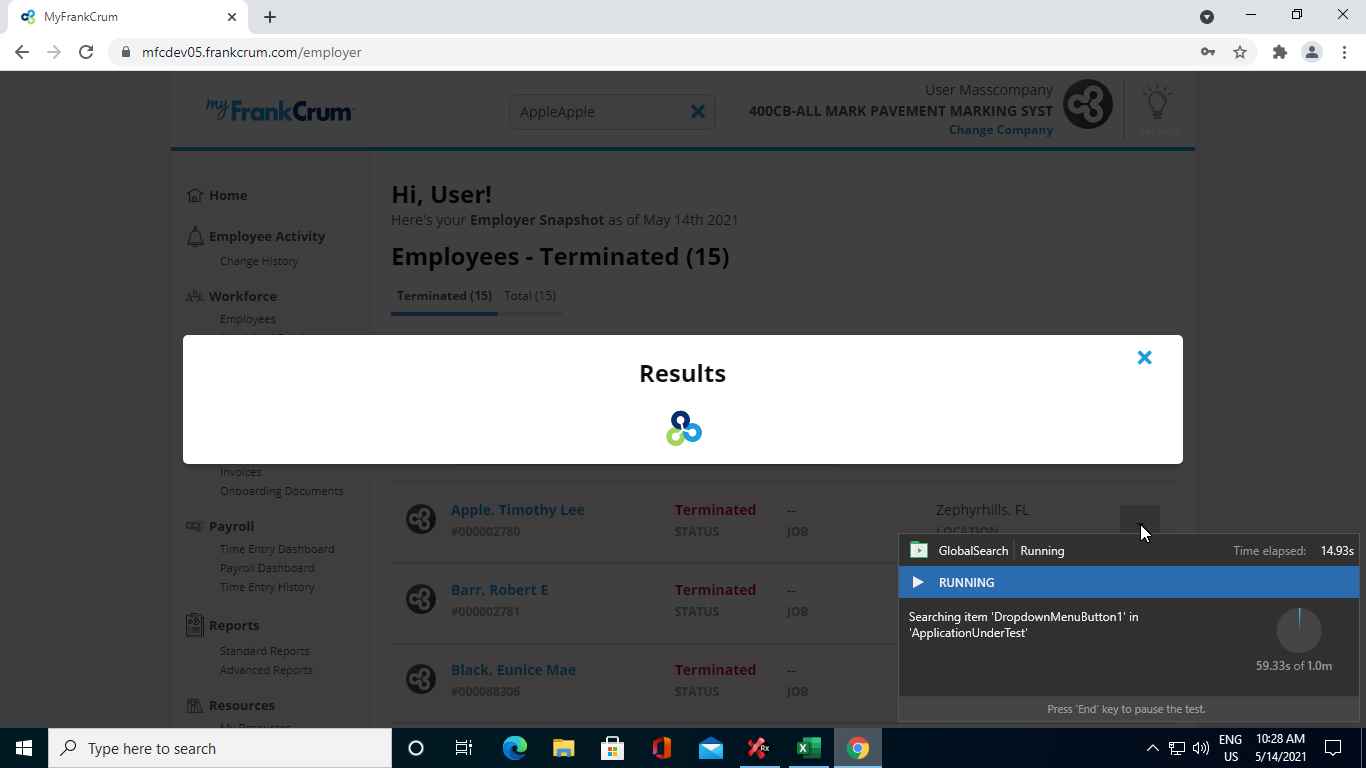 MyFrankCrum
mfcdev05.frankcrum.com/employer
myFrankCrum
AppleApple
User Masscompany
400CB-ALL MARK PAVEMENT MARKING SYST
Change Company
Home
Employee Activity
Change History
Workforce
Employees
Hi, User!
Here's your Employer Snapshot as of May 14th 2021
Employees - Terminated (15)
Terminated (15) Total (15)
Results
Invoices
Onboarding Documents
Payroll
Time Entry Dashboard
Payroll Dashboard
Time Entry History
Reports
Standard Reports
Advanced Reports
Resources
Apple, Timothy Lee Terminated -- Zephyrhills, FL
#000002780 STATUS JOB LOCATION
Barr, Robert E Terminated --
#000002781 STATUS JOB
Black, Eunice Mae Terminated --
#000088306 STATUS JOB
GlobalSearch Running Time elapsed: 14.93s
RUNNING
Searching item 'DropdownMenuButton1' in
'ApplicationUnderTest'
59.33s of 1.0m
Press 'End' key to pause the test.
Type here to search
Rx
ENG
US
10:28 AM
5/14/2021